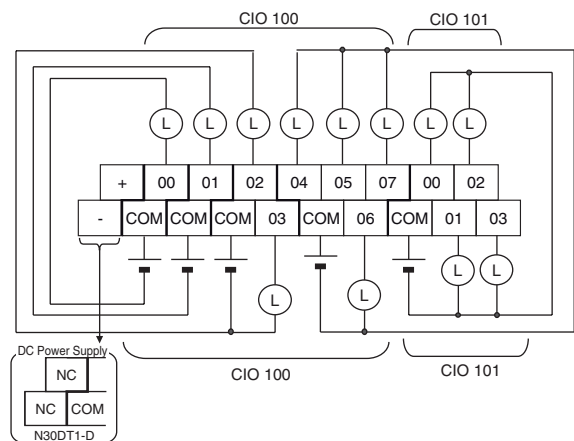 CIO 100
CIO 101
L L L L L L L L
+ 00 01 02 04 05 07 00 02
- COM COM COM 03 COM 06 COM 01 03
L L
L
L
DC Power Supply
NC
NC COM
N30DT1-D
CIO 100
CIO 101